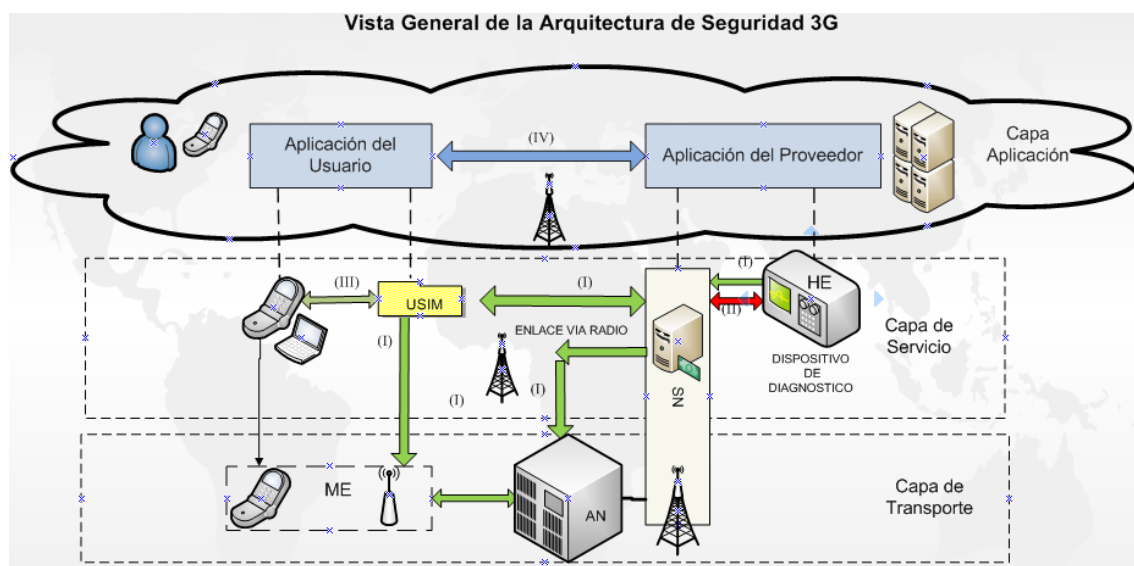 Vista General de la Arquitectura de Seguridad 3G
Aplicación del
Usuario
(IV)
Aplicación del Proveedor
Capa
Aplicación
(III)
USIM
(I)
(I)
HE
(II)
ENLACE VIA RADIO
Capa de
Servicio
(I)
(I)
(I)
SN
DISPOSITIVO
DE
DIAGNOSTICO
ME
AN
Capa de
Transporte